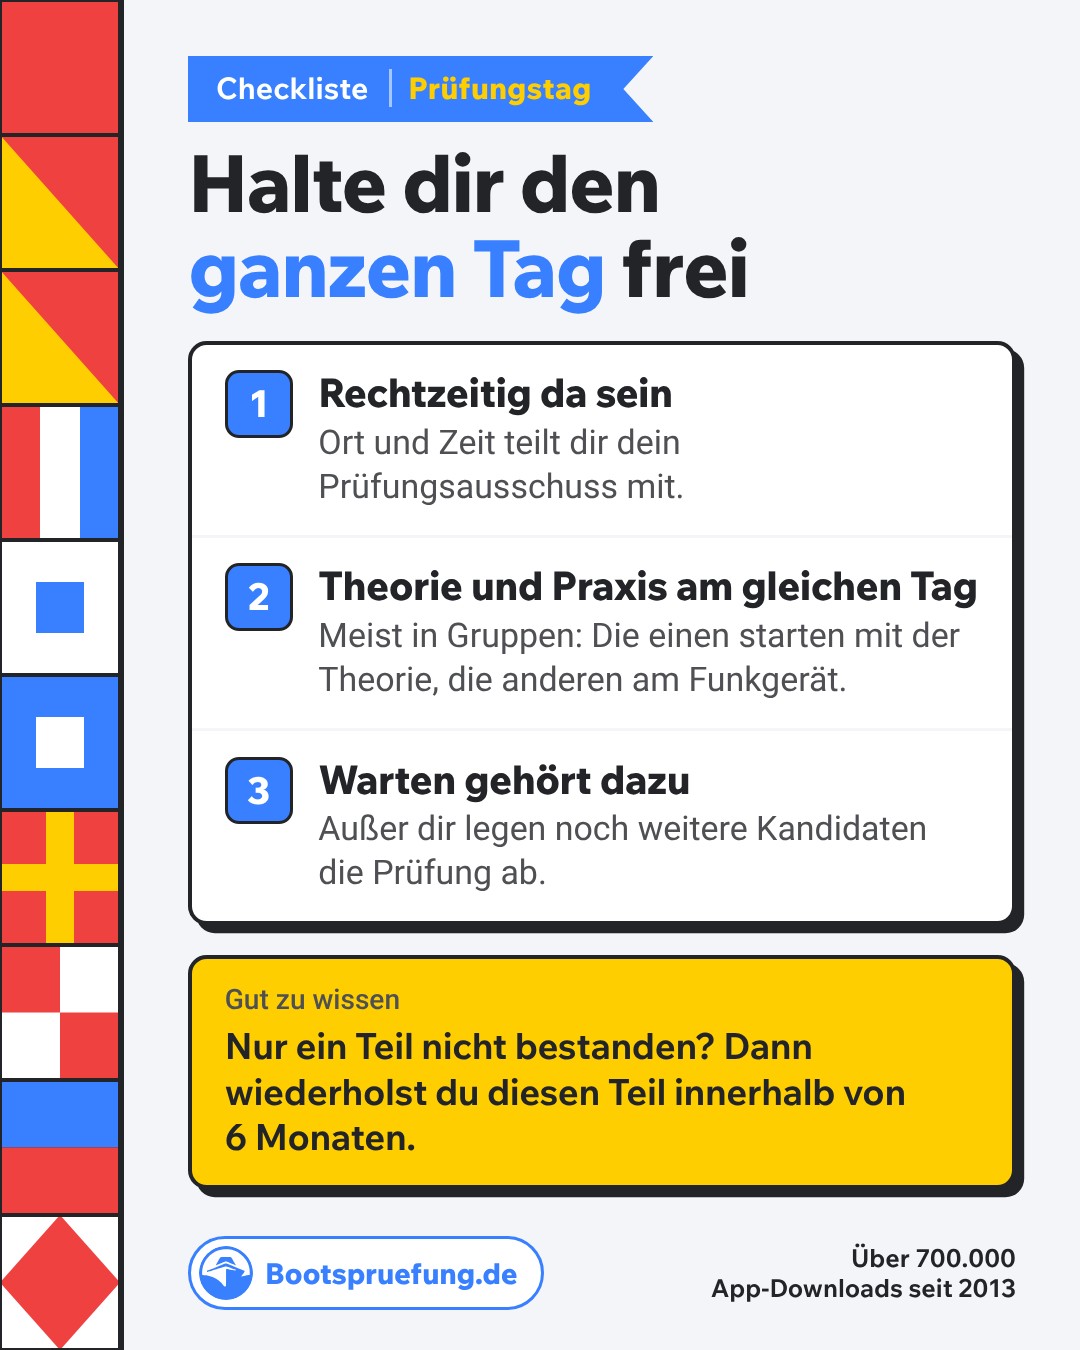 Checkliste | Prüfungstag
Halte dir den
ganzen Tag frei
1 Rechtzeitig da sein
Ort und Zeit teilt dir dein
Prüfungsausschuss mit.
2 Theorie und Praxis am gleichen Tag
Meist in Gruppen: Die einen starten mit der
Theorie, die anderen am Funkgerät.
3 Warten gehört dazu
Außer dir legen noch weitere Kandidaten
die Prüfung ab.
Gut zu wissen
Nur ein Teil nicht bestanden? Dann
wiederholst du diesen Teil innerhalb von
6 Monaten.
Bootspruefung.de
Über 700.000
App-Downloads seit 2013